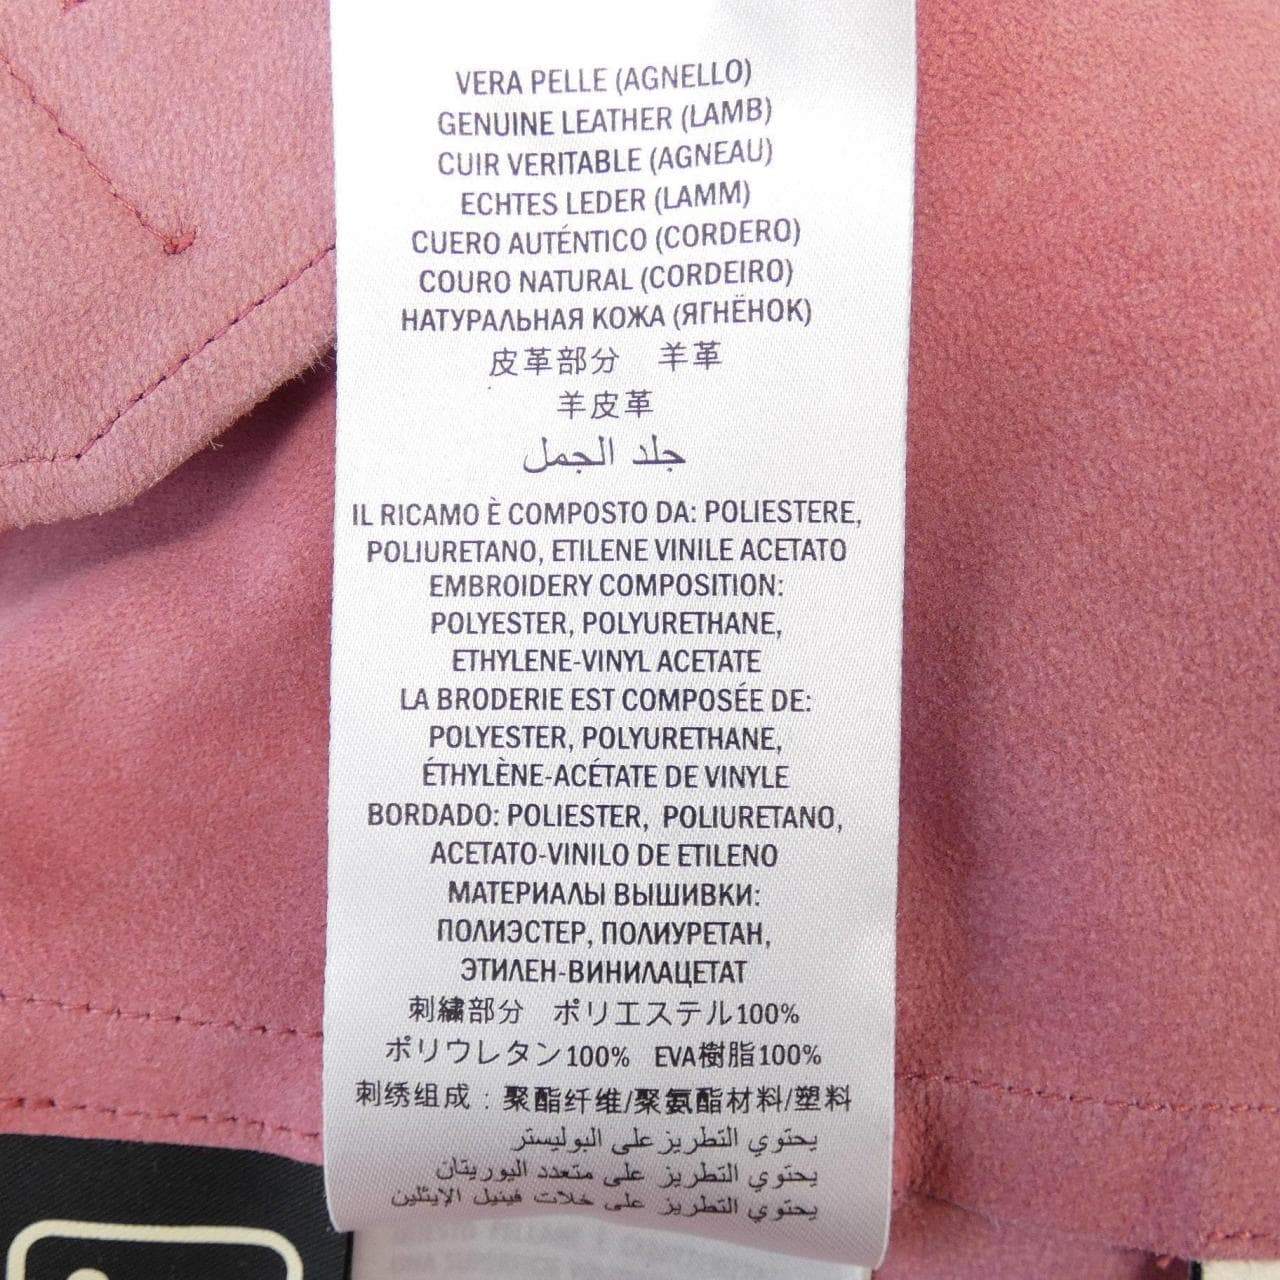 VERA PELLE (AGNELLO)
GENUINE LEATHER (LAMB)
CUIR VERITABLE (AGNEAU)
ECHTES LEDER (LAMM)
CUERO AUTÉNTICO (CORDERO)
COURO NATURAL (CORDEIRO)
НАТУРАЛЬНАЯ КОЖА (ЯГНЁНОК)
皮革部分 羊革
羊皮革
جلد الجمل
IL RICAMO È COMPOSTO DA: POLIESTERE,
POLIURETANO, ETILENE VINILE ACETATO
EMBROIDERY COMPOSITION:
POLYESTER, POLYURETHANE,
ETHYLENE-VINYL ACETATE
LA BRODERIE EST COMPOSÉE DE:
POLYESTER, POLYURETHANE,
ÉTHYLÈNE-ACÉTATE DE VINYLE
BORDADO: POLIESTER, POLIURETANO,
ACETATO-VINILO DE ETILENO
МАТЕРИАЛЫ ВЫШИВКИ:
ПОЛИЭСТЕР, ПОЛИУРЕТАН,
ЭТИЛЕН-ВИНИЛАЦЕТАТ
刺繍部分 ポリエステル100%
ポリウレタン100% EVA樹脂100%
刺绣组成：聚酯纤维/聚氨酯材料/塑料
يحتوي التطريز على البوليستر
يحتوي التطريز على متعدد اليوريتان
يحتوي التطريز على خلات فينيل الإيثلين